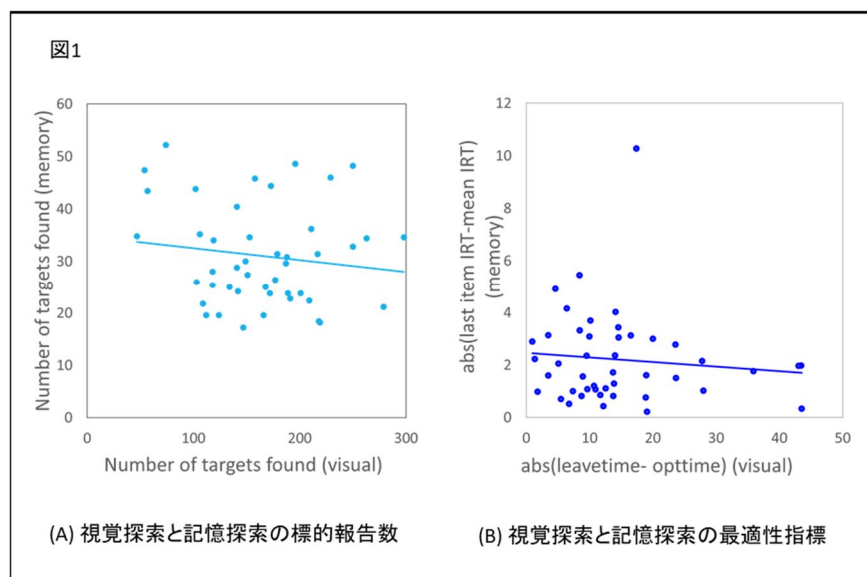 図1
60
50
40
30
20
10
0
0 100 200 300
Number of targets found (memory)
Number of targets found (visual)
(A) 視覚探索と記憶探索の標的報告数
12
10
8
6
4
2
0
0 10 20 30 40 50
abs(last item IRT-mean IRT)
(memory)
abs(leavetime- opttime) (visual)
(B) 視覚探索と記憶探索の最適性指標